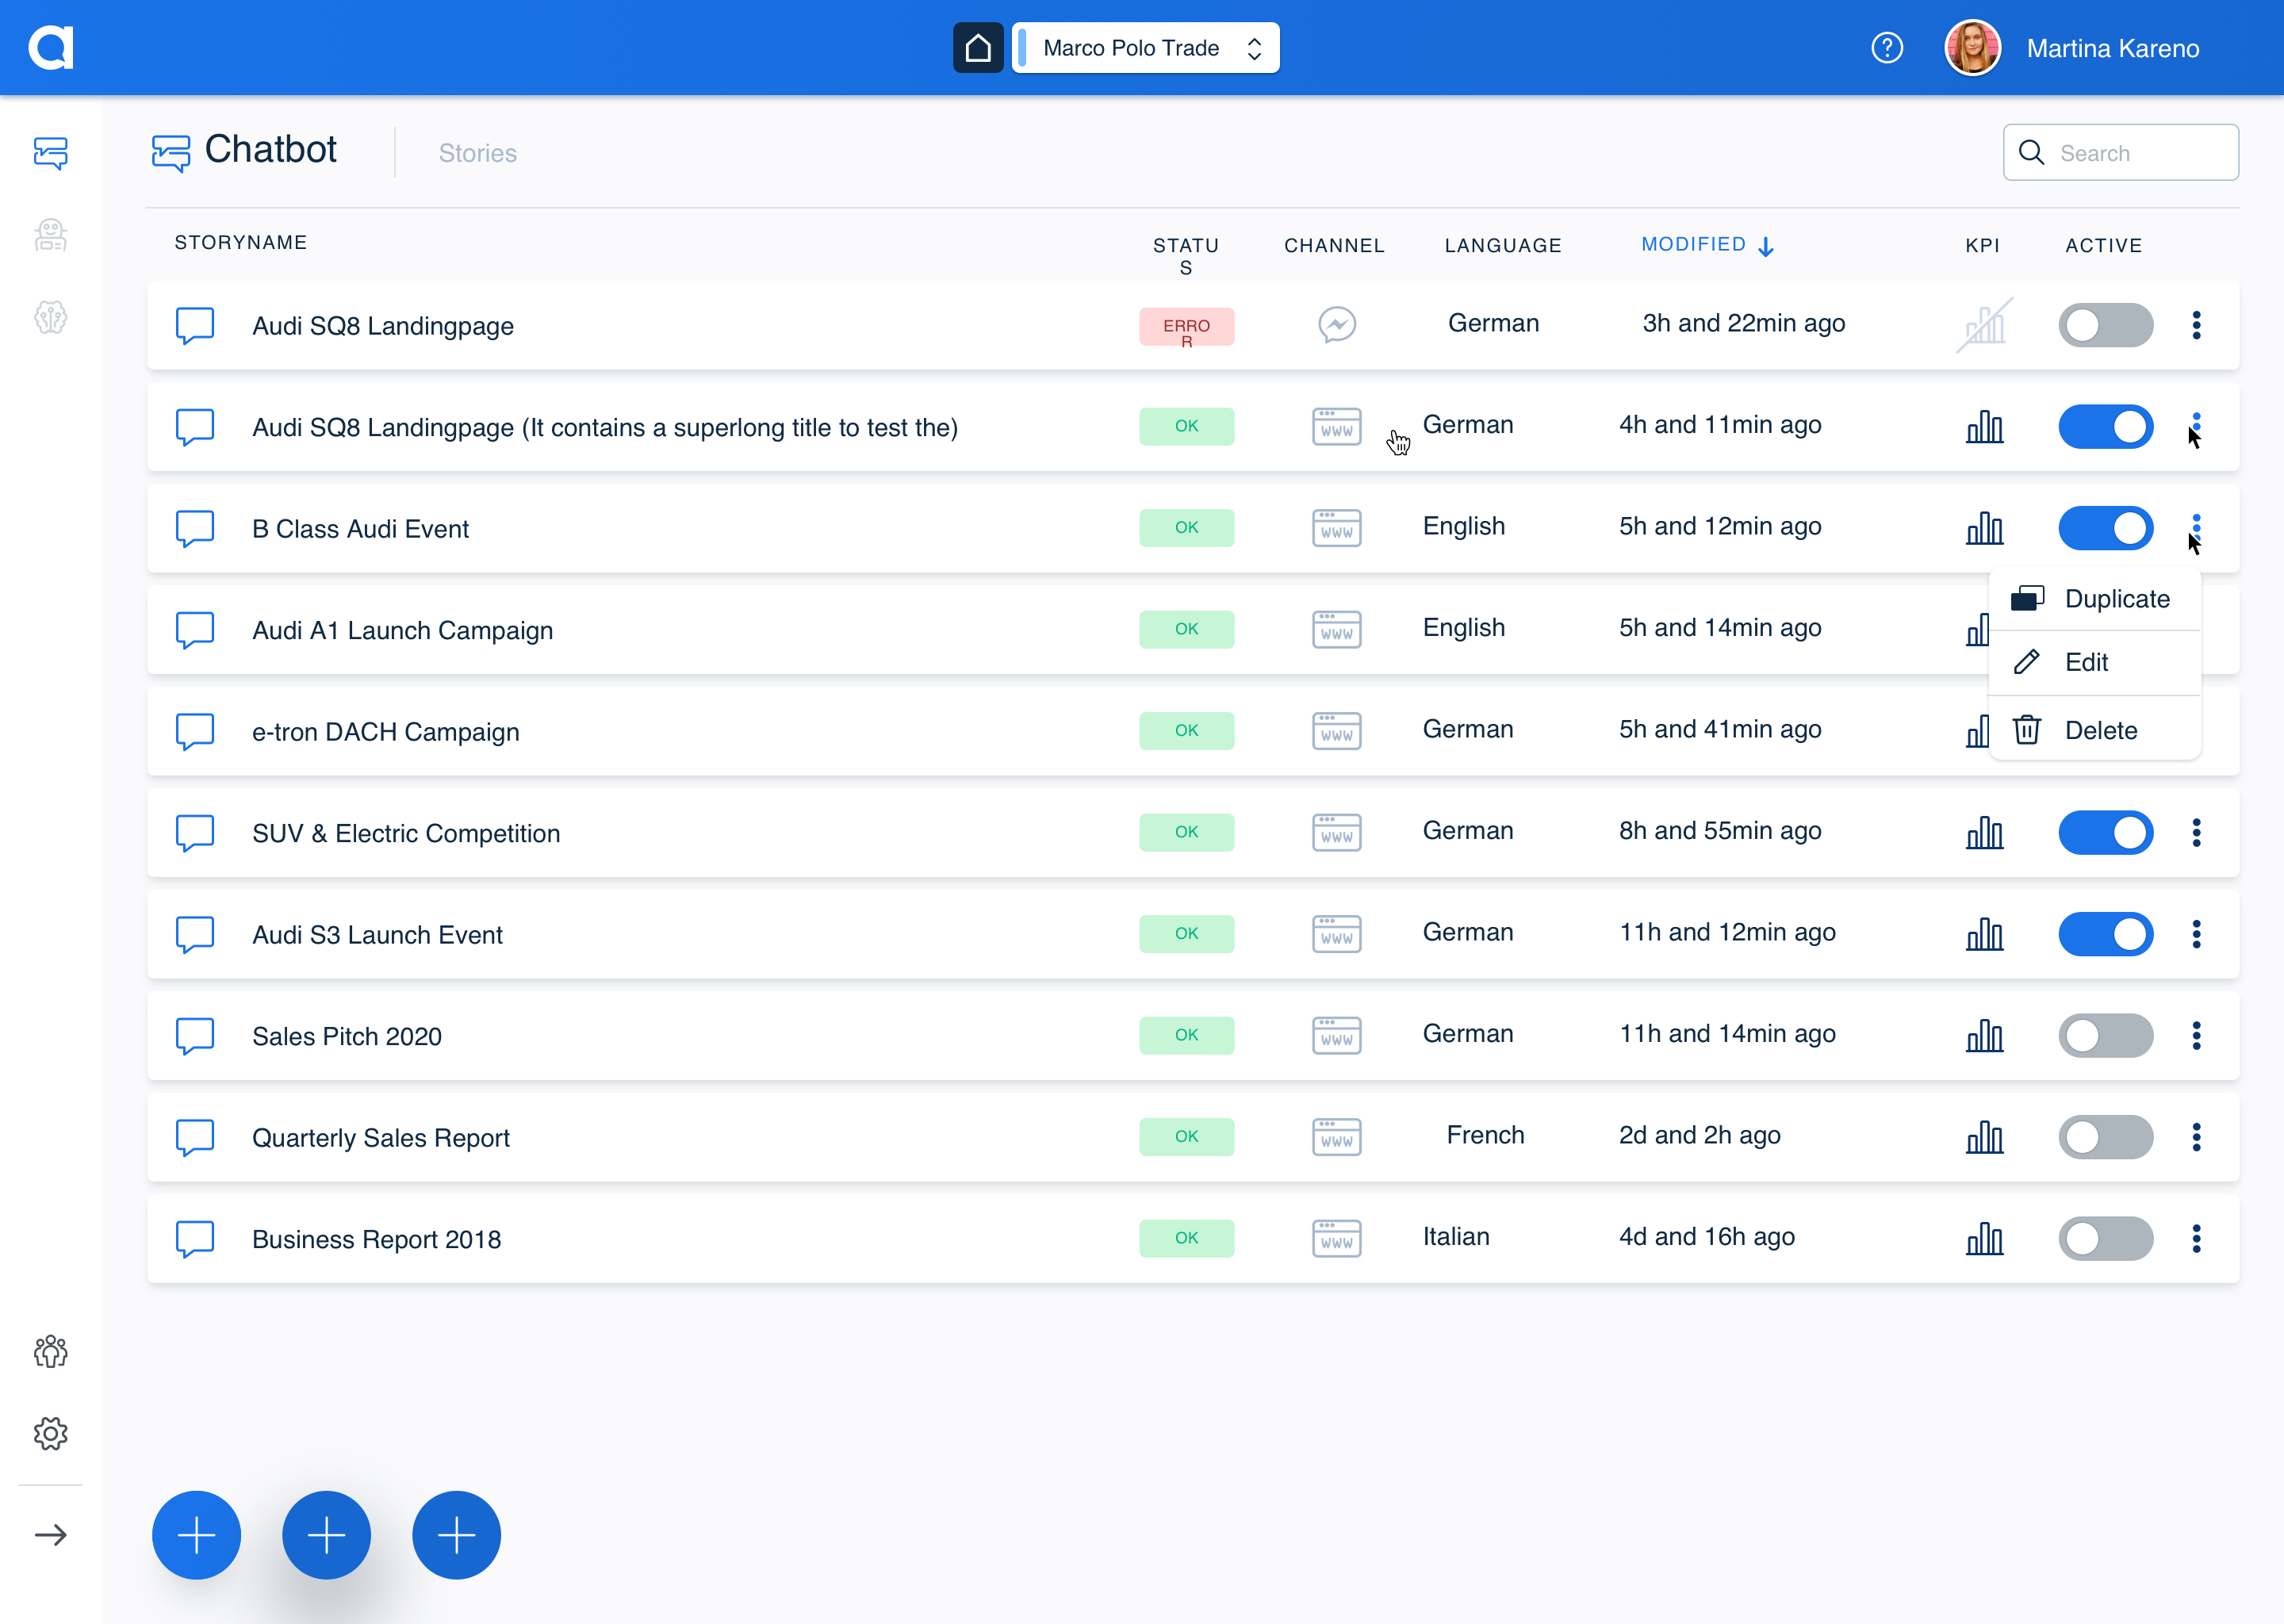 Marco Polo Trade
?
Martina Kareno
Chatbot
Stories
Search
STORYNAME
STATU
S
CHANNEL
LANGUAGE
MODIFIED
KPI
ACTIVE
Audi SQ8 Landingpage
ERRO
R
German
3h and 22min ago
Audi SQ8 Landingpage (It contains a superlong title to test the)
OK
WWW
German
4h and 11min ago
B Class Audi Event
OK
WWW
English
5h and 12min ago
Audi A1 Launch Campaign
OK
WWW
English
5h and 14min ago
Duplicate
Edit
Delete
e-tron DACH Campaign
OK
WWW
German
5h and 41min ago
SUV & Electric Competition
OK
WWW
German
8h and 55min ago
Audi S3 Launch Event
OK
WWW
German
11h and 12min ago
Sales Pitch 2020
OK
WWW
German
11h and 14min ago
Quarterly Sales Report
OK
WWW
French
2d and 2h ago
Business Report 2018
OK
WWW
Italian
4d and 16h ago